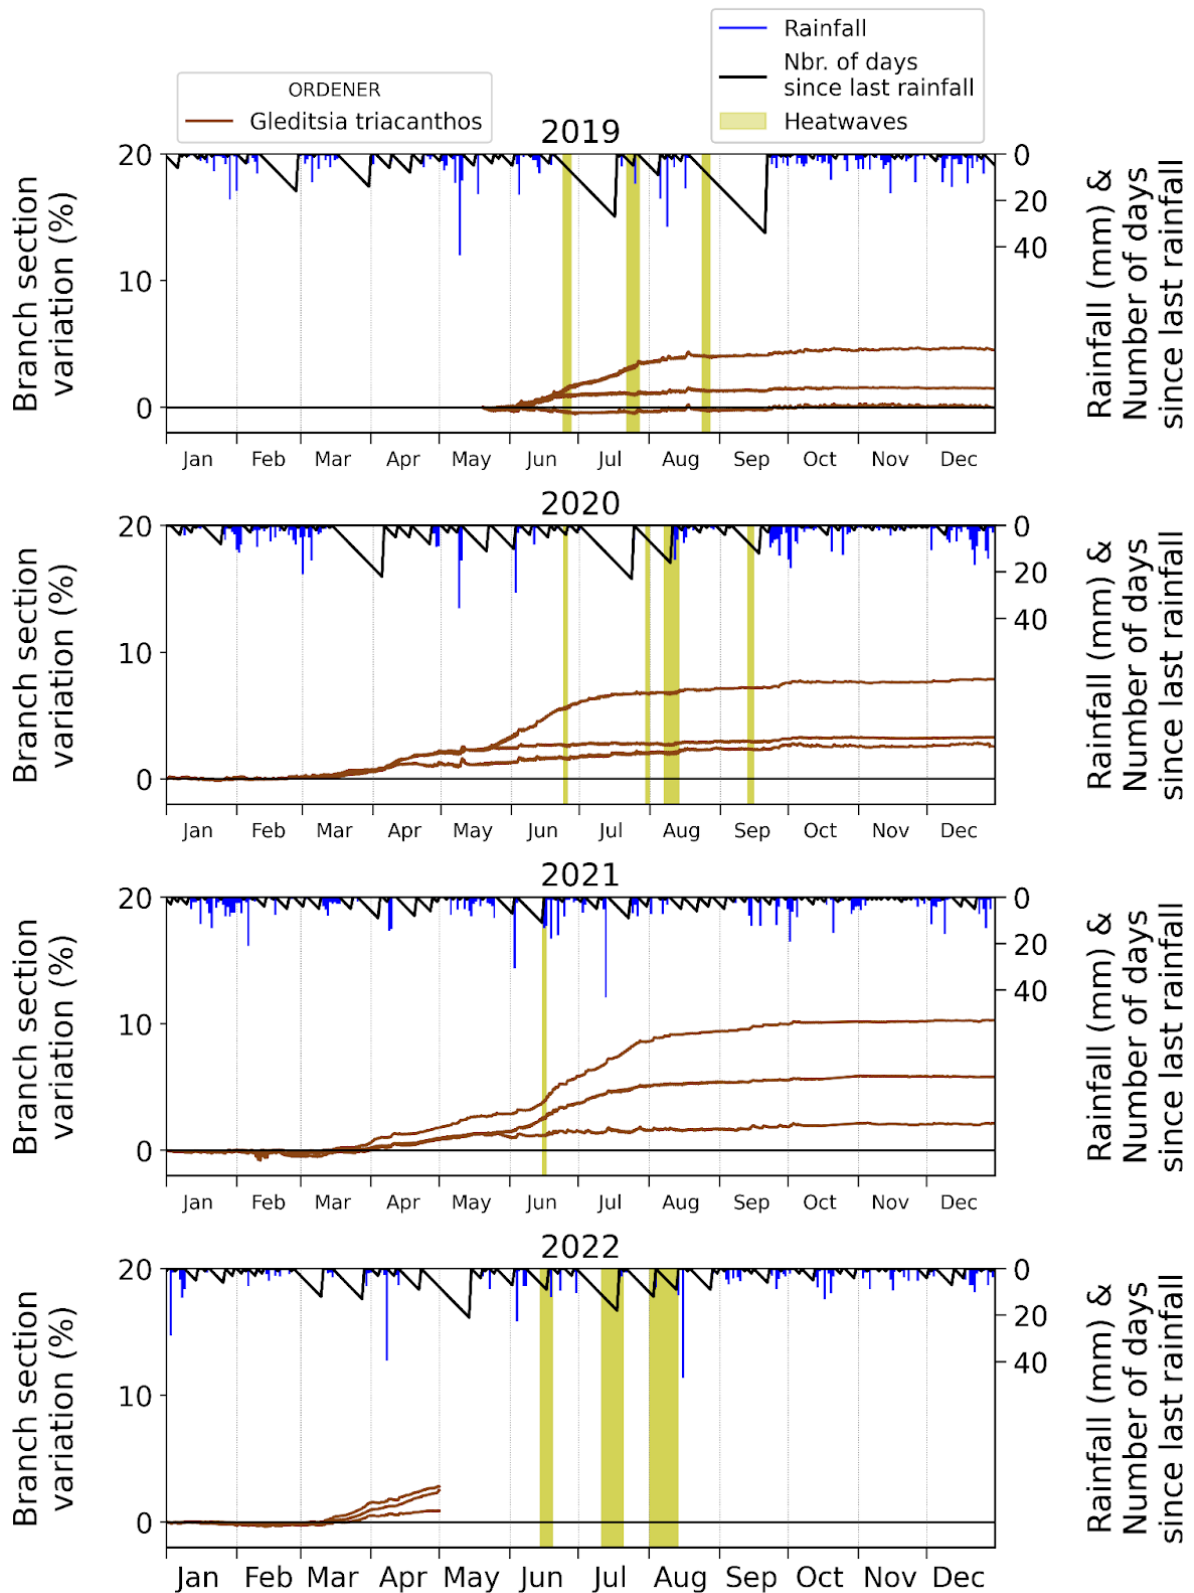 Rainfall
Nbr. of days
since last rainfall
Heatwaves
ORDENER
Gleditsia triacanthos
2019
20
10
0
Branch section
variation (%)
0
20
40
Rainfall (mm) &
Number of days
since last rainfall
Jan Feb Mar Apr May Jun Jul Aug Sep Oct Nov Dec
2020
20
10
0
Branch section
variation (%)
0
20
40
Rainfall (mm) &
Number of days
since last rainfall
Jan Feb Mar Apr May Jun Jul Aug Sep Oct Nov Dec
2021
20
10
0
Branch section
variation (%)
0
20
40
Rainfall (mm) &
Number of days
since last rainfall
Jan Feb Mar Apr May Jun Jul Aug Sep Oct Nov Dec
2022
20
10
0
Branch section
variation (%)
0
20
40
Rainfall (mm) &
Number of days
since last rainfall
Jan Feb Mar Apr May Jun Jul Aug Sep Oct Nov Dec